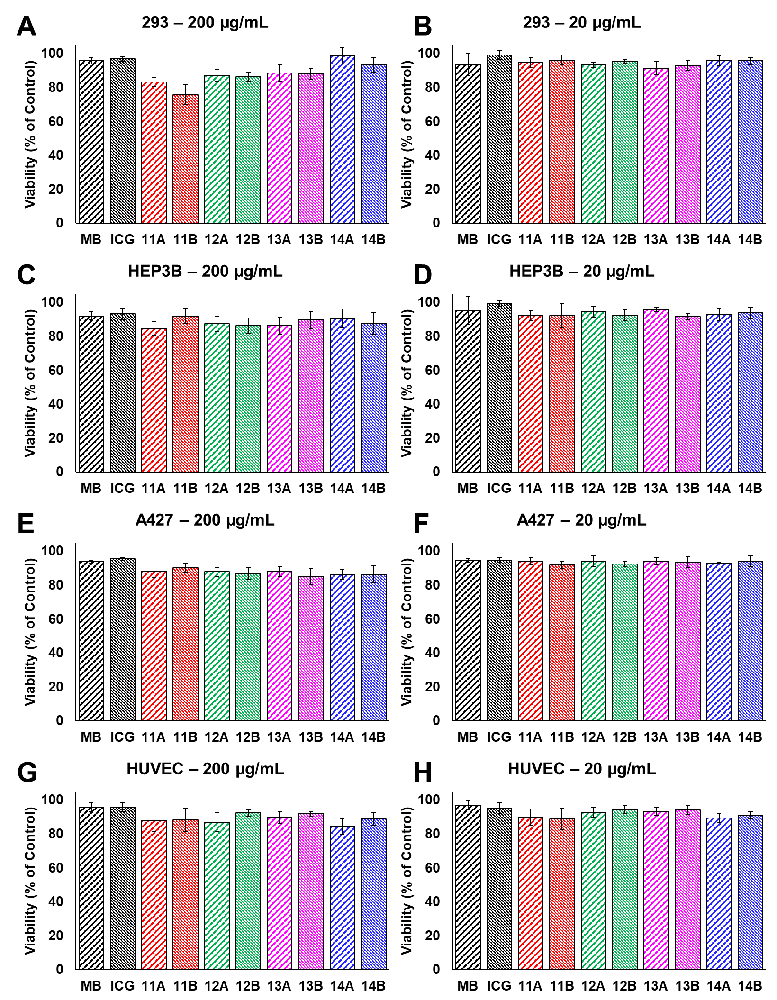 A
293 – 200 µg/mL
Viability (% of Control)
100
80
60
40
20
0
MB ICG 11A 11B 12A 12B 13A 13B 14A 14B
B
293 – 20 µg/mL
Viability (% of Control)
100
80
60
40
20
0
MB ICG 11A 11B 12A 12B 13A 13B 14A 14B
C
HEP3B – 200 µg/mL
Viability (% of Control)
100
80
60
40
20
0
MB ICG 11A 11B 12A 12B 13A 13B 14A 14B
D
HEP3B – 20 µg/mL
Viability (% of Control)
100
80
60
40
20
0
MB ICG 11A 11B 12A 12B 13A 13B 14A 14B
E
A427 – 200 µg/mL
Viability (% of Control)
100
80
60
40
20
0
MB ICG 11A 11B 12A 12B 13A 13B 14A 14B
F
A427 – 20 µg/mL
Viability (% of Control)
100
80
60
40
20
0
MB ICG 11A 11B 12A 12B 13A 13B 14A 14B
G
HUVEC – 200 µg/mL
Viability (% of Control)
100
80
60
40
20
0
MB ICG 11A 11B 12A 12B 13A 13B 14A 14B
H
HUVEC – 20 µg/mL
Viability (% of Control)
100
80
60
40
20
0
MB ICG 11A 11B 12A 12B 13A 13B 14A 14B